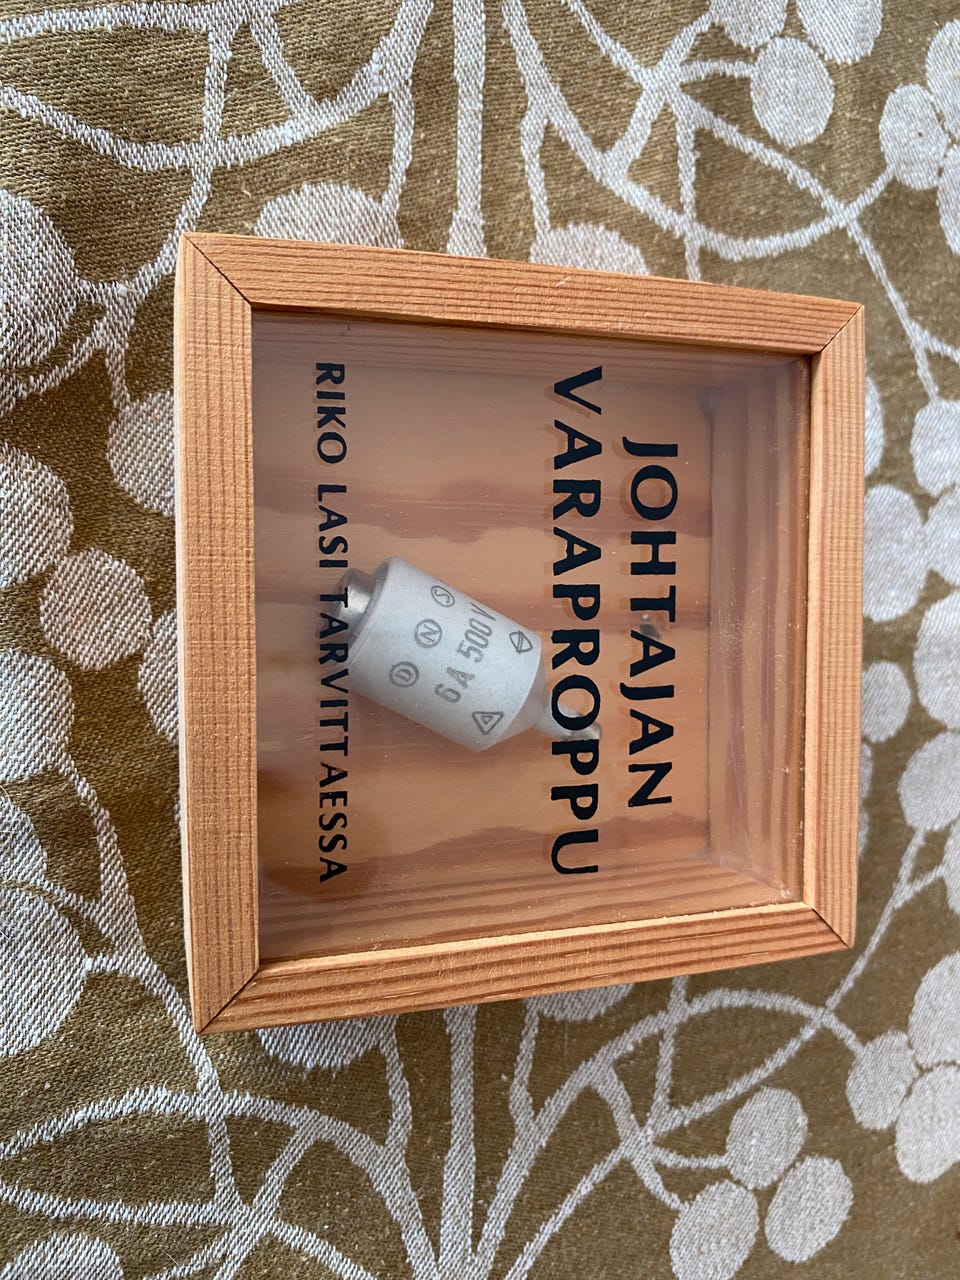 JOHTAJAN
VARAPROPPU
S N D
6A 500V
RIKO LASI TARVITTAESSA